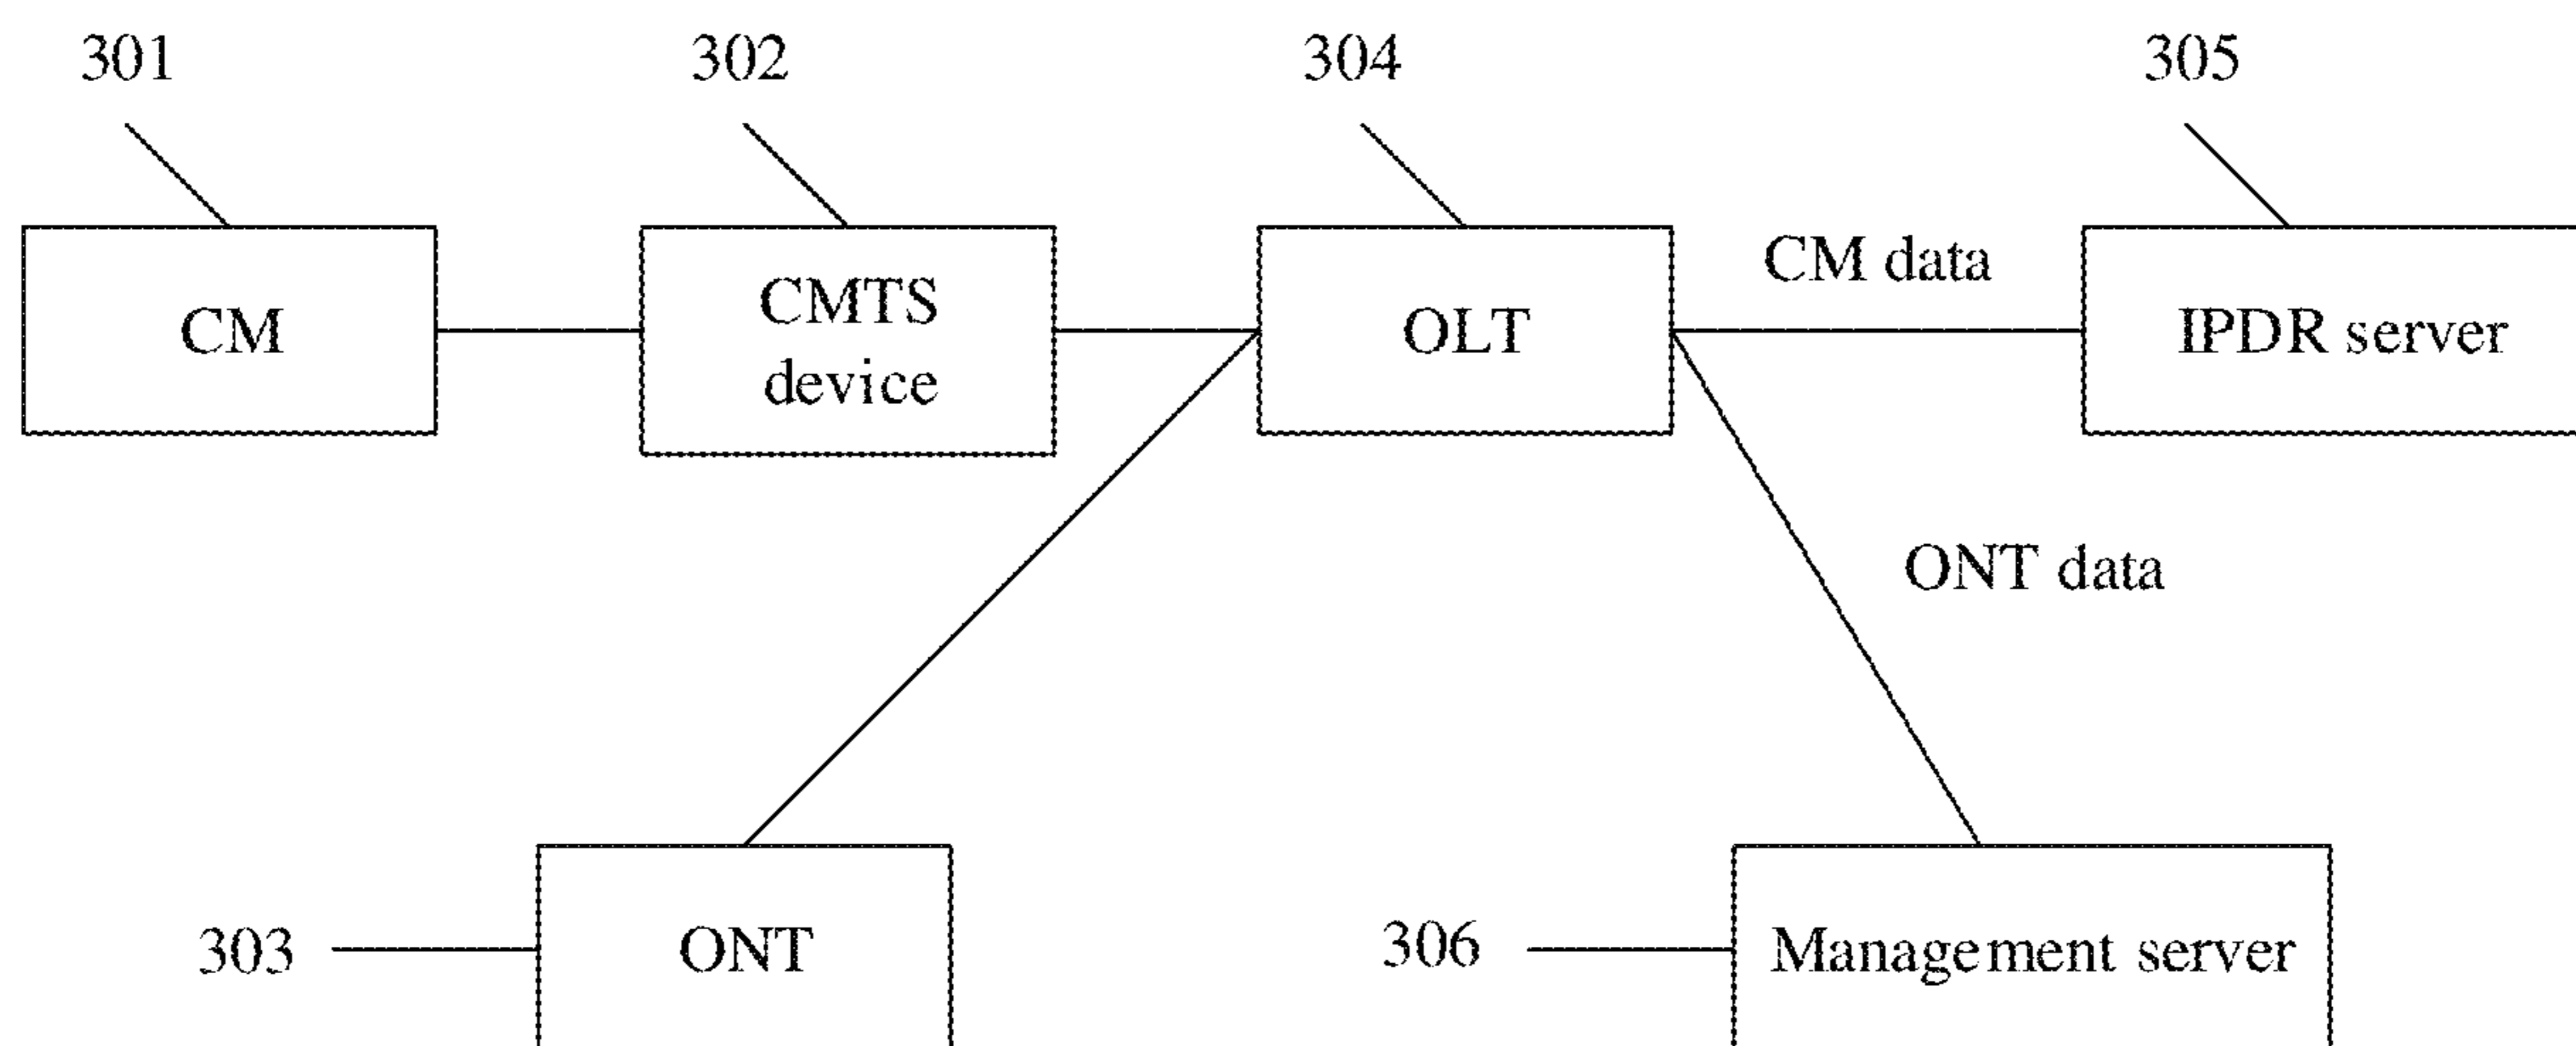 301
302
304
305
CM
CMTS
device
OLT
CM data
IPDR server
ONT data
303
ONT
306
Management server